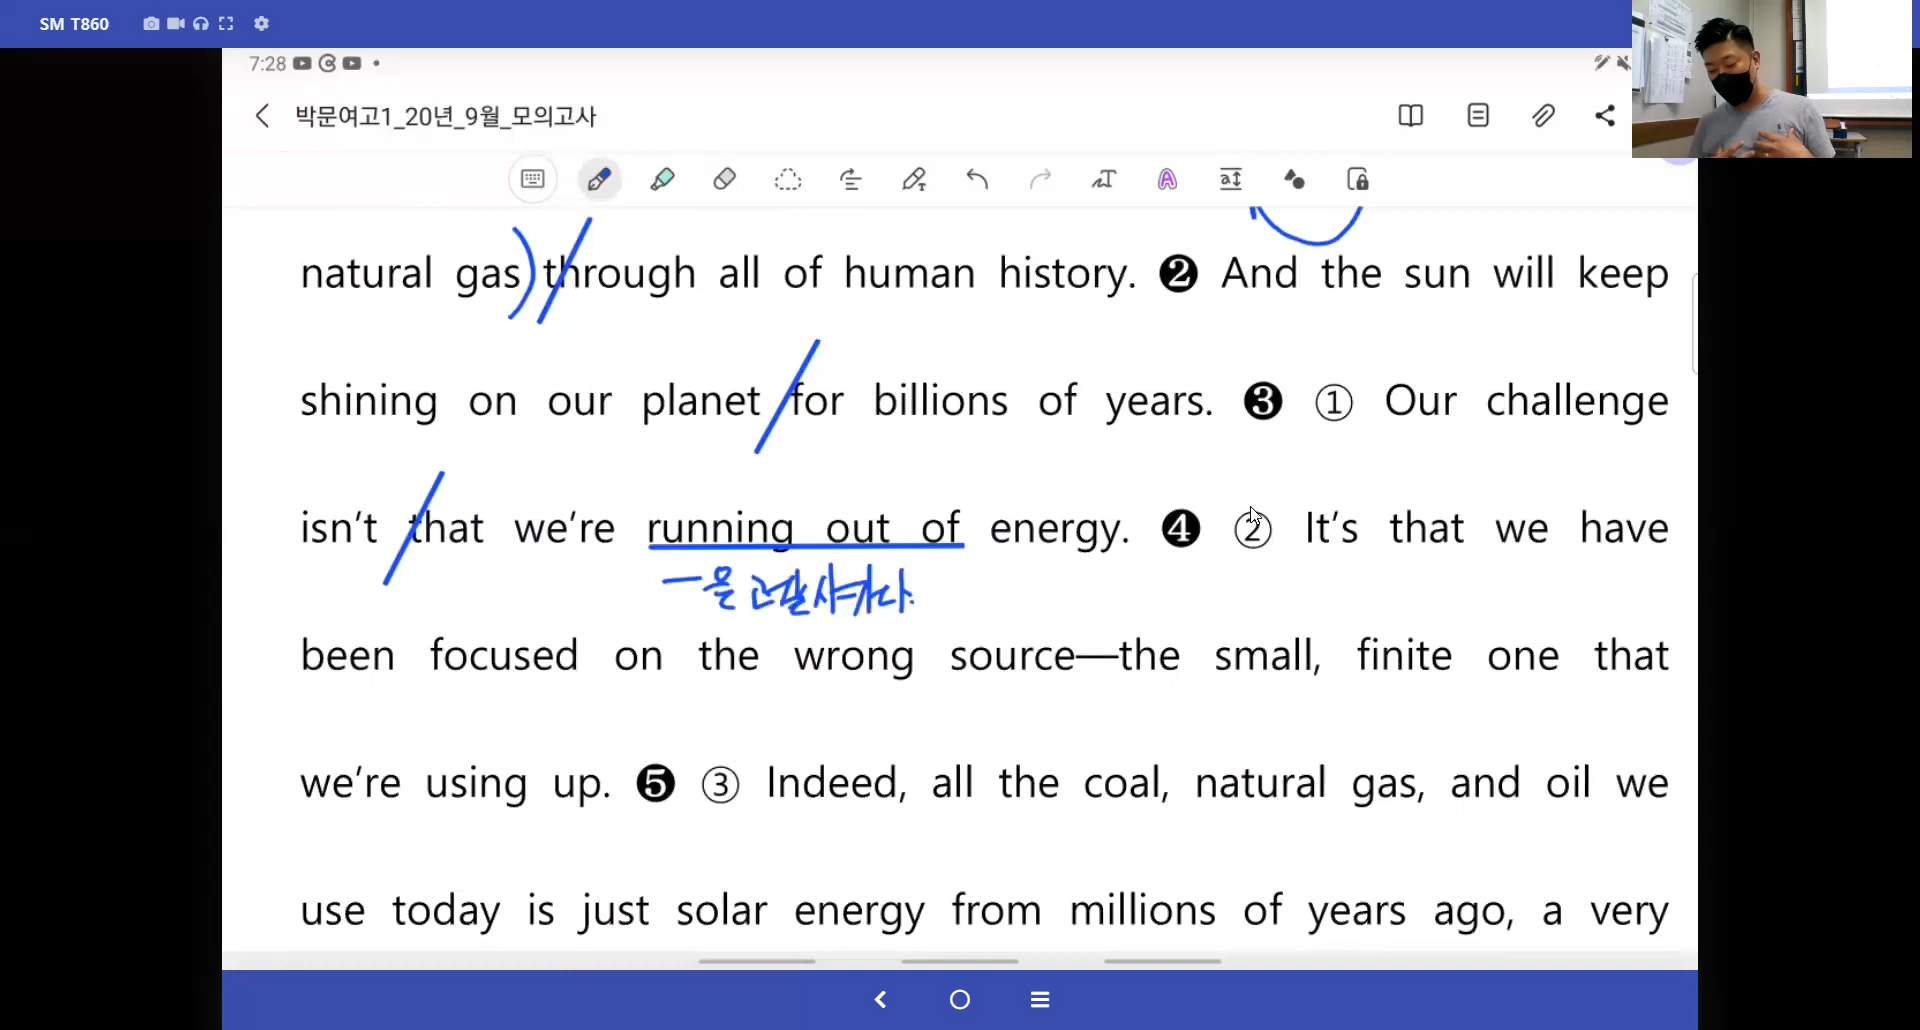 SM T860
7:28
박문여고1_20년_9월_모의고사
natural gas) through all of human history. ❷ And the sun will keep
shining on our planet for billions of years. ❸ ① Our challenge
isn’t that we’re running out of energy. ❹ ② It’s that we have
~을 고갈시키다.
been focused on the wrong source—the small, finite one that
we’re using up. ❺ ③ Indeed, all the coal, natural gas, and oil we
use today is just solar energy from millions of years ago, a very